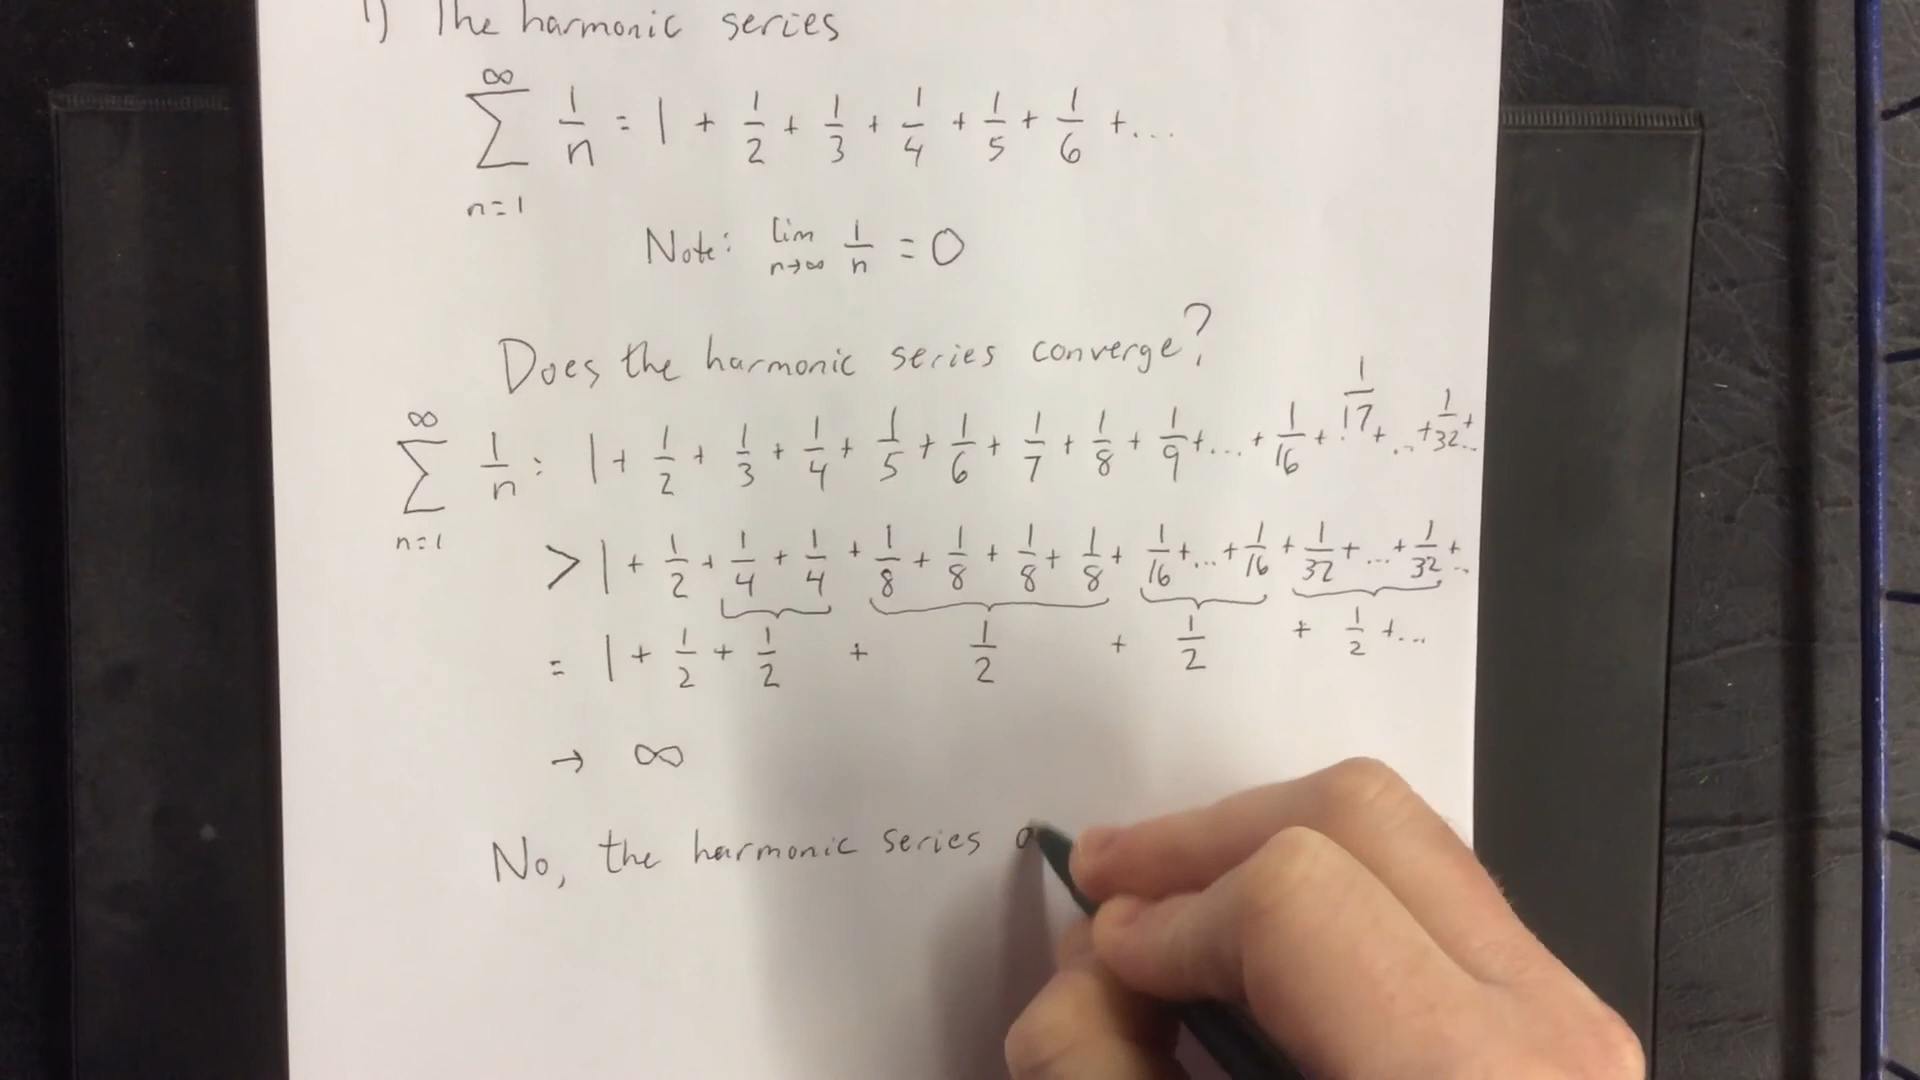 1) The harmonic series
∞ ∑ n=1 1/n = 1 + 1/2 + 1/3 + 1/4 + 1/5 + 1/6 +...
Note: lim n→∞ 1/n = 0
Does the harmonic series converge?
∞ ∑ n=1 1/n = 1 + 1/2 + 1/3 + 1/4 + 1/5 + 1/6 + 1/7 + 1/8 + 1/9 +... + 1/16 + 1/17 + ... + 1/32 + ...
> 1 + 1/2 + 1/4 + 1/4 + 1/8 + 1/8 + 1/8 + 1/8 + 1/16 +... + 1/16 + 1/32 + ... + 1/32 + ...
= 1 + 1/2 + 1/2 + 1/2 + 1/2 + 1/2 +...
→ ∞
No, the harmonic series